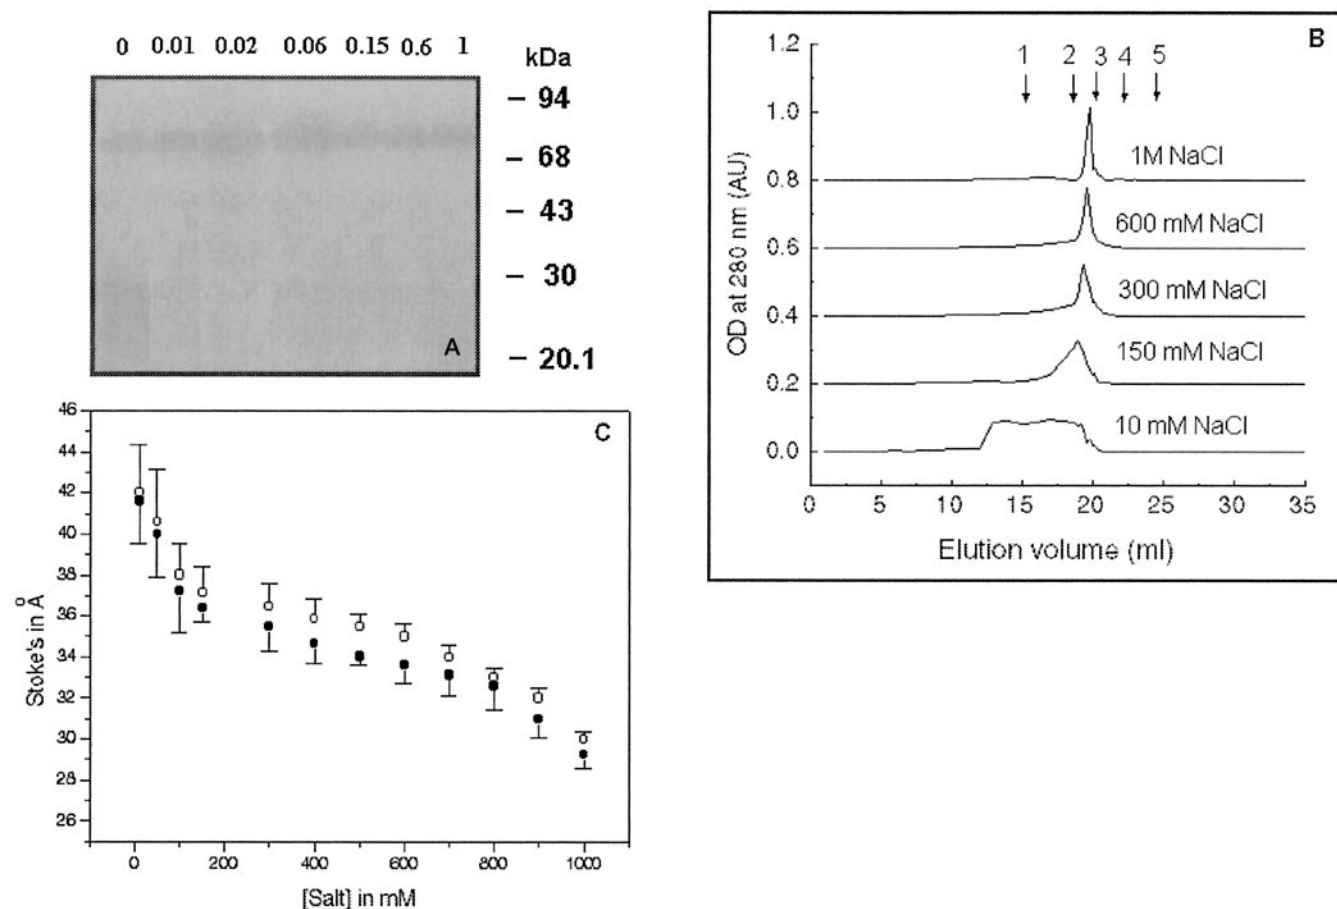 0 0.01 0.02 0.06 0.15 0.6 1
kDa
– 94
– 68
– 43
– 30
– 20.1
A
B
1 2 3 4 5
1.2
1.0
0.8
0.6
0.4
0.2
0.0
1M NaCl
600 mM NaCl
300 mM NaCl
150 mM NaCl
10 mM NaCl
OD at 280 nm (AU)
0 5 10 15 20 25 30 35
Elution volume (ml)
C
46
44
42
40
38
36
34
32
30
28
26
Stoke's in Å
0 200 400 600 800 1000
[Salt] in mM